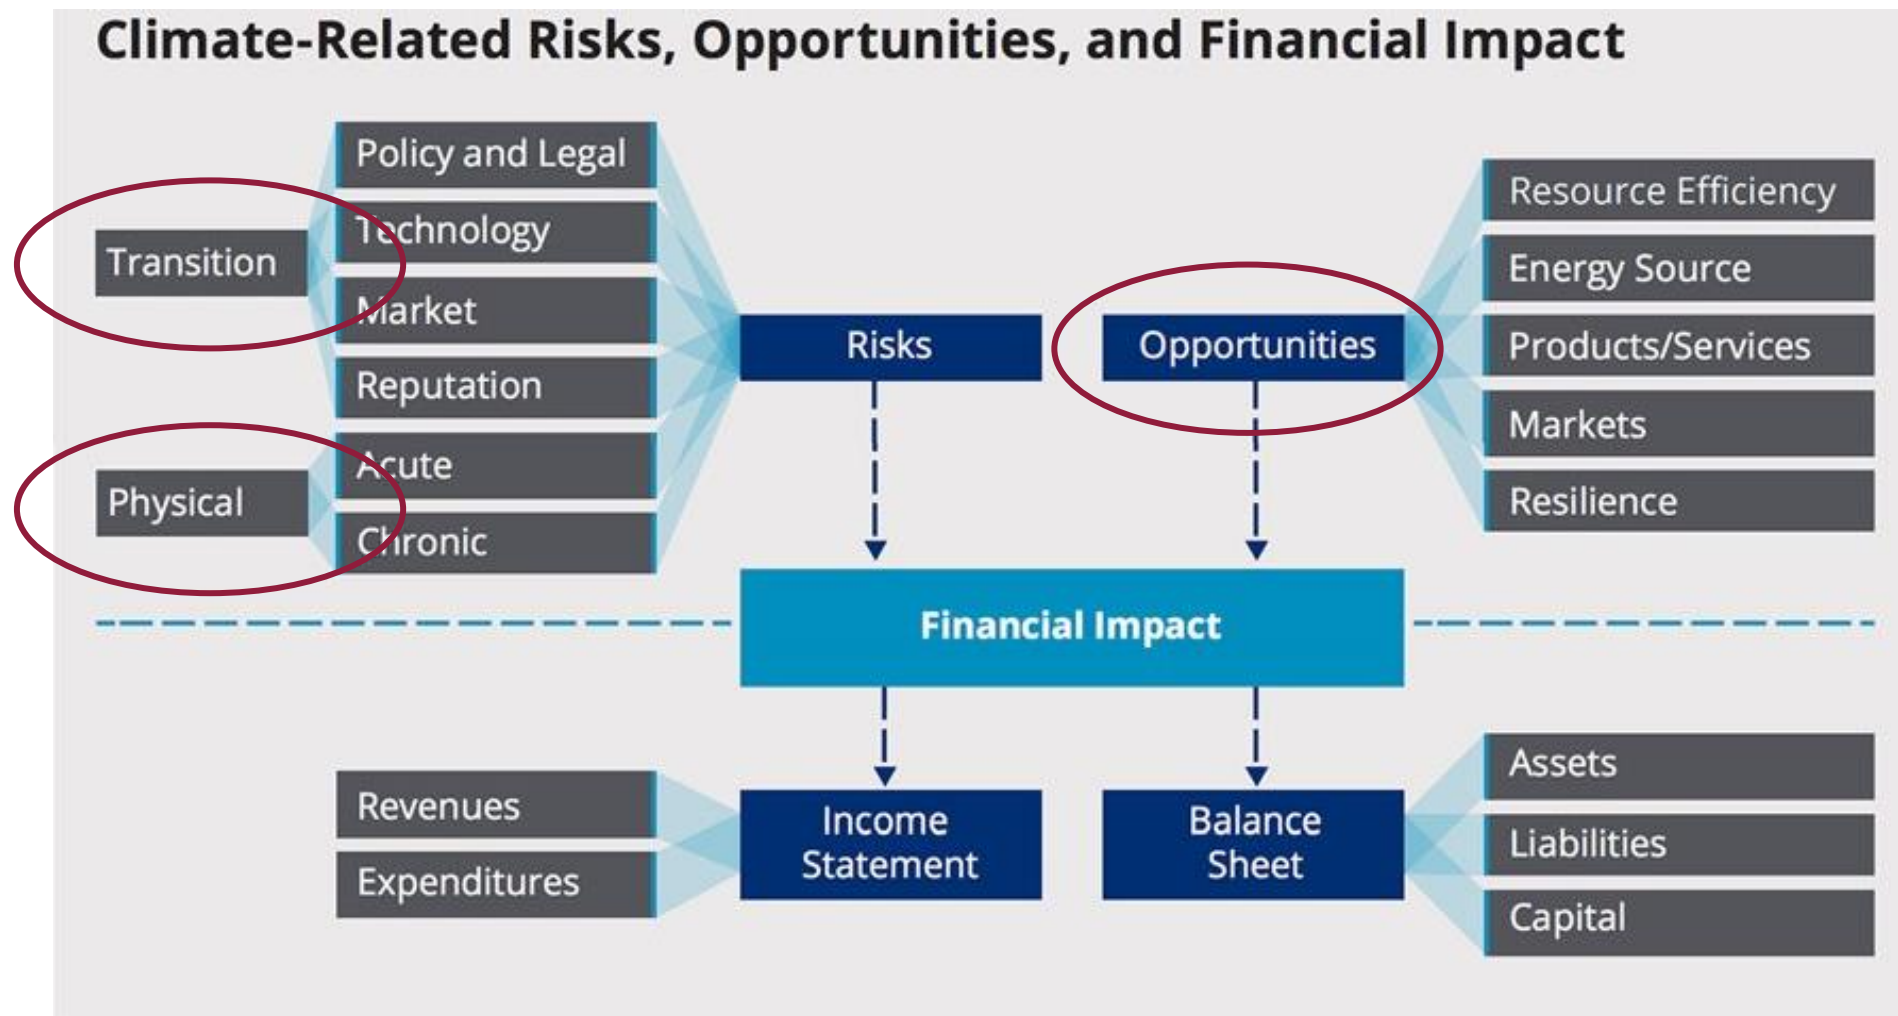 Climate-Related Risks, Opportunities, and Financial Impact
Transition
Policy and Legal
Technology
Market
Reputation
Physical
Acute
Chronic
Risks
Opportunities
Resource Efficiency
Energy Source
Products/Services
Markets
Resilience
Financial Impact
Revenues
Expenditures
Income
Statement
Balance
Sheet
Assets
Liabilities
Capital